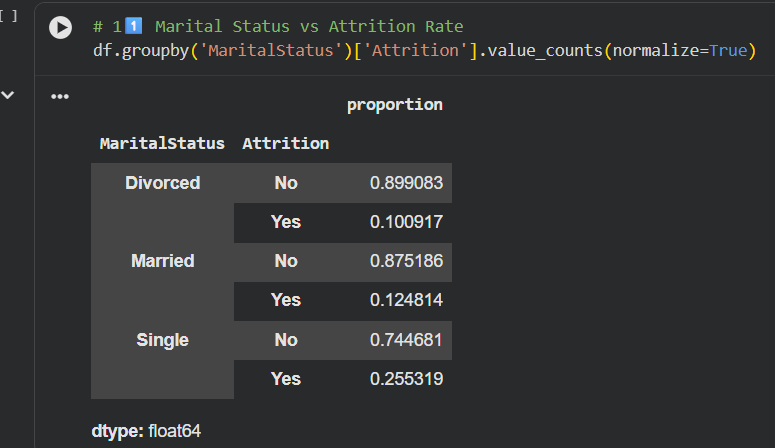 [ ]
# 11️⃣ Marital Status vs Attrition Rate
df.groupby('MaritalStatus')['Attrition'].value_counts(normalize=True)
proportion
MaritalStatus Attrition
Divorced No 0.899083
Yes 0.100917
Married No 0.875186
Yes 0.124814
Single No 0.744681
Yes 0.255319
dtype: float64